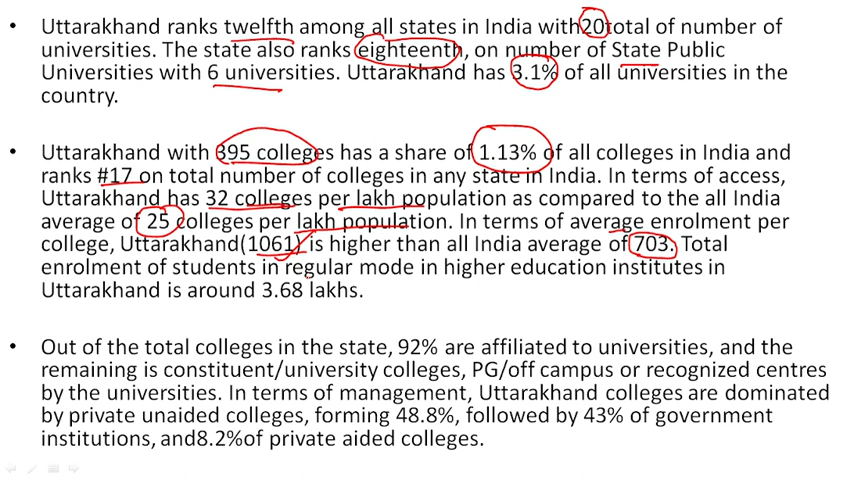 • Uttarakhand ranks twelfth among all states in India with 20 total of number of
universities. The state also ranks eighteenth, on number of State Public
Universities with 6 universities. Uttarakhand has 3.1% of all universities in the
country.
• Uttarakhand with 395 colleges has a share of 1.13% of all colleges in India and
ranks #17 on total number of colleges in any state in India. In terms of access,
Uttarakhand has 32 colleges per lakh population as compared to the all India
average of 25 colleges per lakh population. In terms of average enrolment per
college, Uttarakhand(1061) is higher than all India average of 703. Total
enrolment of students in regular mode in higher education institutes in
Uttarakhand is around 3.68 lakhs.
• Out of the total colleges in the state, 92% are affiliated to universities, and the
remaining is constituent/university colleges, PG/off campus or recognized centres
by the universities. In terms of management, Uttarakhand colleges are dominated
by private unaided colleges, forming 48.8%, followed by 43% of government
institutions, and8.2%of private aided colleges.